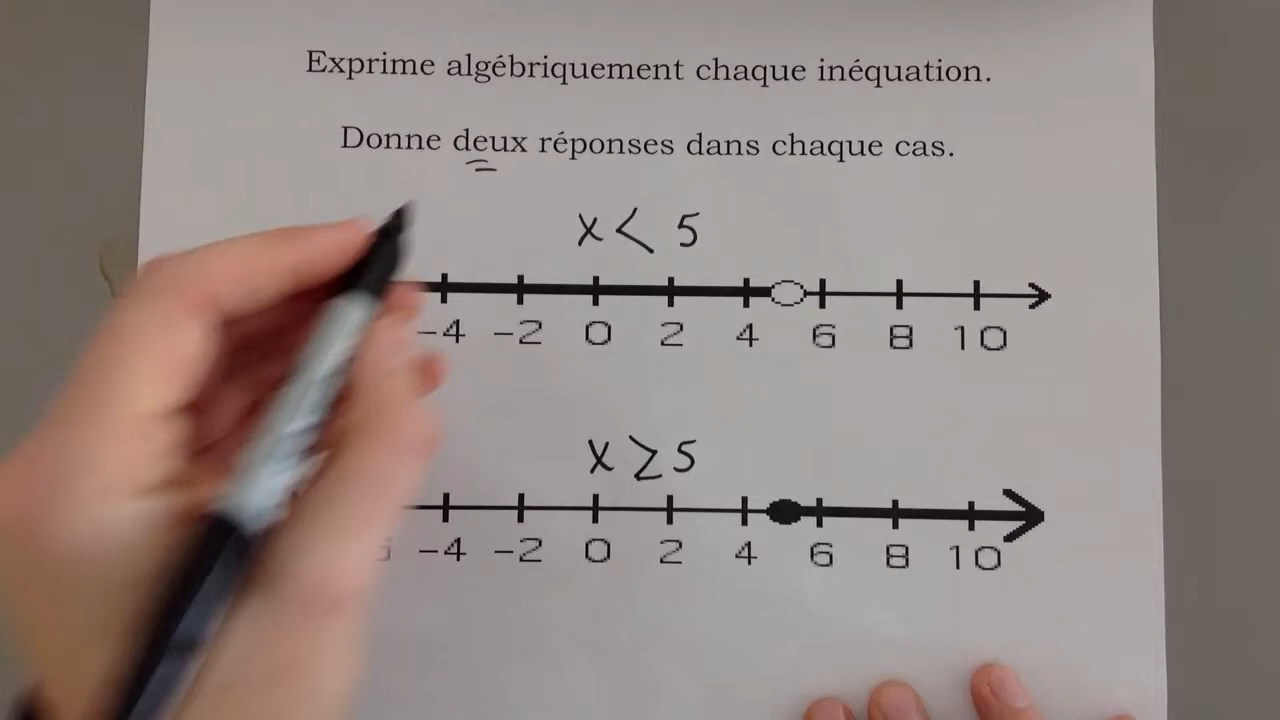 Exprime algébriquement chaque inéquation.
Donne deux réponses dans chaque cas.
x < 5
-4 -2 0 2 4 6 8 10
x ≥ 5
-4 -2 0 2 4 6 8 10